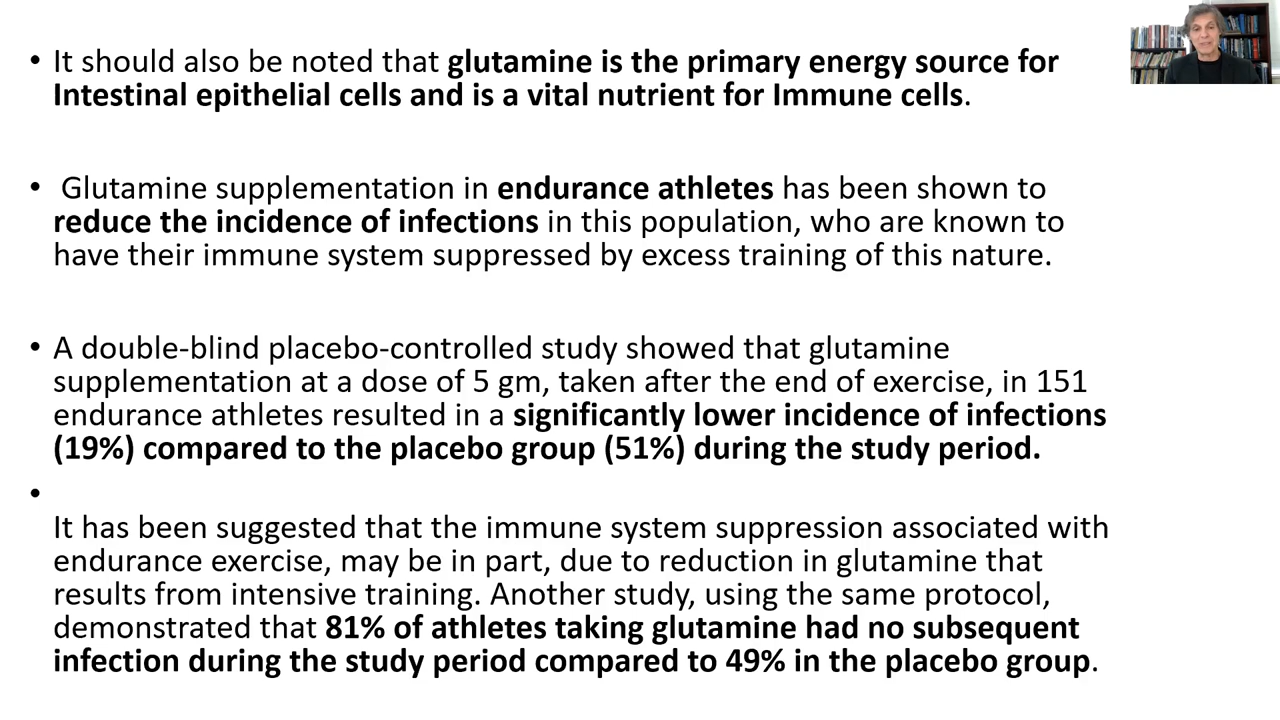 • It should also be noted that glutamine is the primary energy source for
Intestinal epithelial cells and is a vital nutrient for Immune cells.
• Glutamine supplementation in endurance athletes has been shown to
reduce the incidence of infections in this population, who are known to
have their immune system suppressed by excess training of this nature.
• A double-blind placebo-controlled study showed that glutamine
supplementation at a dose of 5 gm, taken after the end of exercise, in 151
endurance athletes resulted in a significantly lower incidence of infections
(19%) compared to the placebo group (51%) during the study period.
•
It has been suggested that the immune system suppression associated with
endurance exercise, may be in part, due to reduction in glutamine that
results from intensive training. Another study, using the same protocol,
demonstrated that 81% of athletes taking glutamine had no subsequent
infection during the study period compared to 49% in the placebo group.